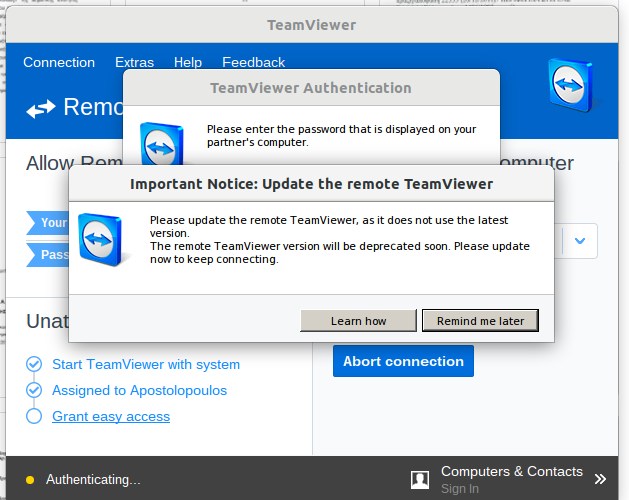 TeamViewer
Connection Extras Help Feedback
TeamViewer Authentication
Remo
Please enter the password that is displayed on your
partner's computer.
Allow Rem
omputer
Important Notice: Update the remote TeamViewer
Please update the remote TeamViewer, as it does not use the latest
version.
The remote TeamViewer version will be deprecated soon. Please update
now to keep connecting.
Your
Pass
Learn how
Remind me later
Unat
Start TeamViewer with system
Assigned to Apostolopoulos
Grant easy access
Abort connection
Authenticating...
Computers & Contacts
Sign In